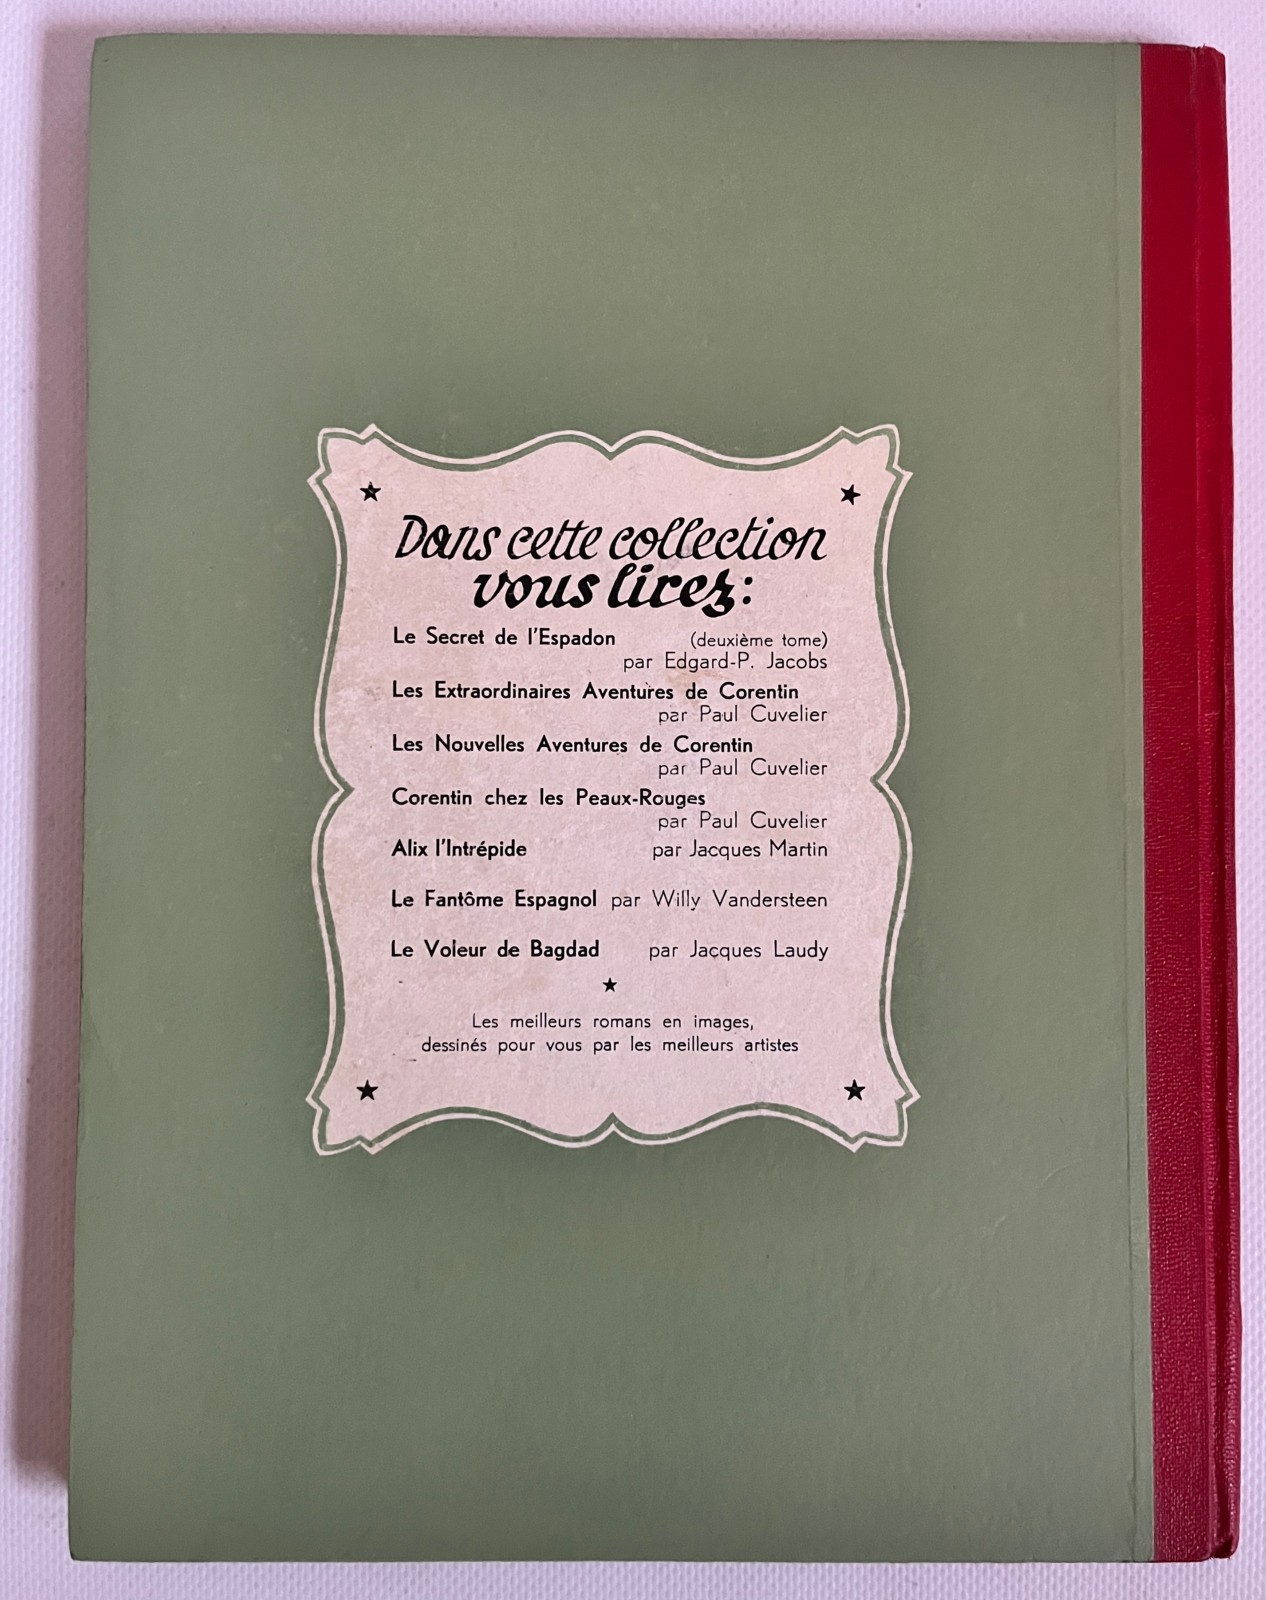 Dans cette collection
vous lirez:
Le Secret de l'Espadon (deuxième tome)
par Edgard-P. Jacobs
Les Extraordinaires Aventures de Corentin
par Paul Cuvelier
Les Nouvelles Aventures de Corentin
par Paul Cuvelier
Corentin chez les Peaux-Rouges
par Paul Cuvelier
Alix l'Intrépide par Jacques Martin
Le Fantôme Espagnol par Willy Vandersteen
Le Voleur de Bagdad par Jacques Laudy
Les meilleurs romans en images,
dessinés pour vous par les meilleurs artistes